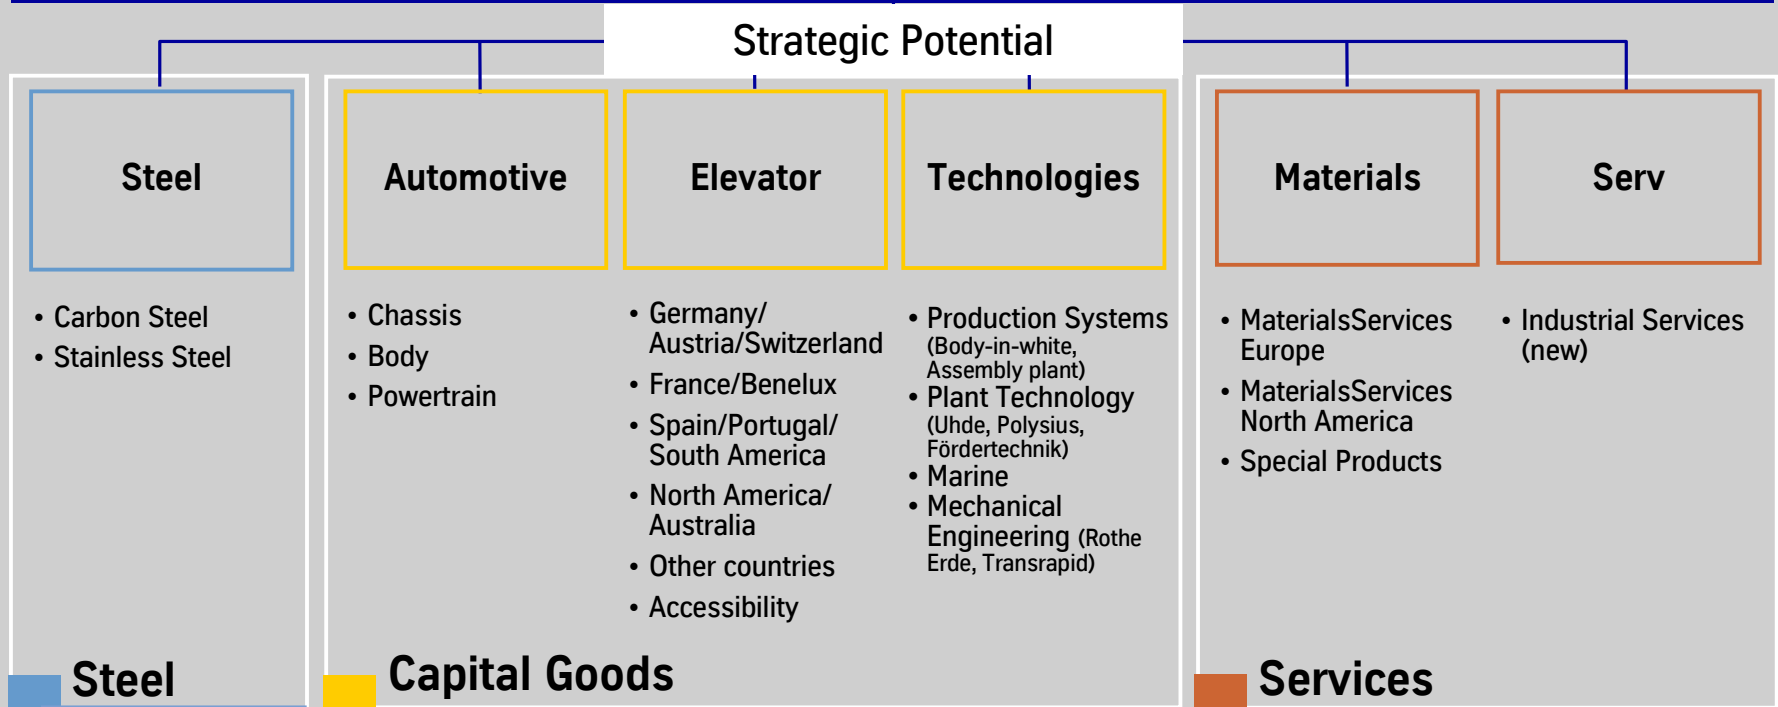 Strategic Potential
Steel
Automotive
Elevator
Technologies
Materials
Serv
• Carbon Steel
• Stainless Steel
• Chassis
• Body
• Powertrain
• Germany/
Austria/Switzerland
• France/Benelux
• Spain/Portugal/
South America
• North America/
Australia
• Other countries
• Accessibility
• Production Systems
(Body-in-white,
Assembly plant)
• Plant Technology
(Uhde, Polysius,
Fördertechnik)
• Marine
• Mechanical
Engineering (Rothe
Erde, Transrapid)
• MaterialsServices
Europe
• MaterialsServices
North America
• Special Products
• Industrial Services
(new)
Steel
Capital Goods
Services